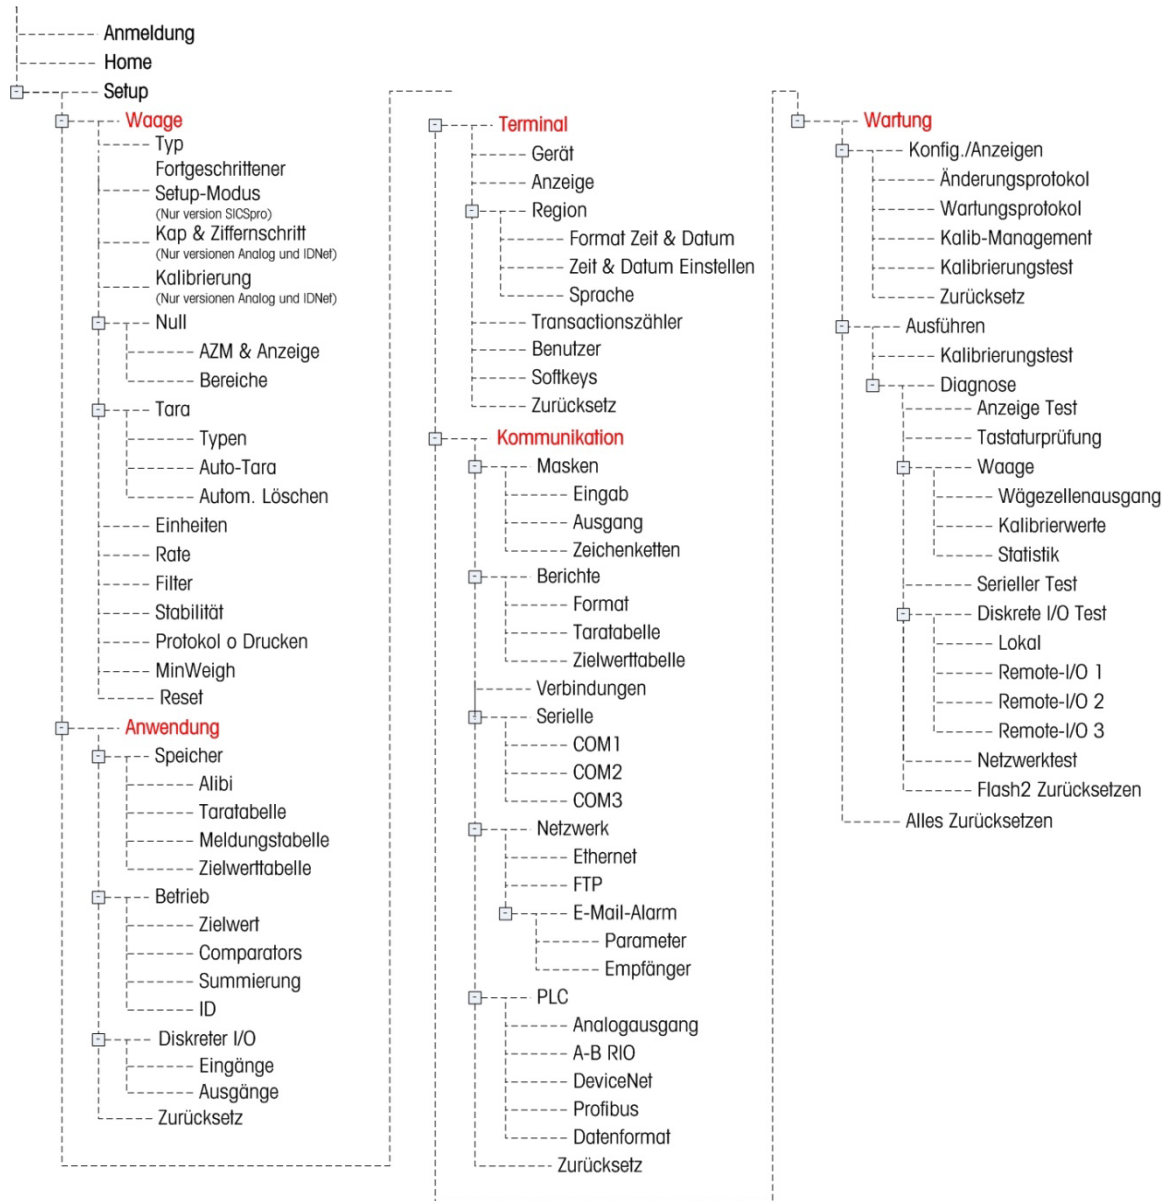 Anmeldung
Home
Setup
Waage
Typ
Fortgeschrittener
Setup-Modus
(Nur version SICSpro)
Kap & Ziffernschritt
(Nur versionen Analog und IDNet)
Kalibrierung
(Nur versionen Analog und IDNet)
Null
AZM & Anzeige
Bereiche
Tara
Typen
Auto-Tara
Autom. Löschen
Einheiten
Rate
Filter
Stabilität
Protokol o Drucken
MinWeigh
Reset
Anwendung
Speicher
Alibi
Taratabelle
Meldungstabelle
Zielwerttabelle
Betrieb
Zielwert
Comparators
Summierung
ID
Diskreter I/O
Eingänge
Ausgänge
Zurücksetz
Terminal
Gerät
Anzeige
Region
Format Zeit & Datum
Zeit & Datum Einstellen
Sprache
Transactionszähler
Benutzer
Softkeys
Zurücksetz
Kommunikation
Masken
Eingab
Ausgang
Zeichenketten
Berichte
Format
Taratabelle
Zielwerttabelle
Verbindungen
Serielle
COM1
COM2
COM3
Netzwerk
Ethernet
FTP
E-Mail-Alarm
Parameter
Empfänger
PLC
Analogausgang
A-B RIO
DeviceNet
Profibus
Datenformat
Zurücksetz
Wartung
Konfig./Anzeigen
Änderungsprotokol
Wartungsprotokol
Kalib-Management
Kalibrierungstest
Zurücksetz
Ausführen
Kalibrierungstest
Diagnose
Anzeige Test
Tastaturprüfung
Waage
Wägezellenausgang
Kalibrierwerte
Statistik
Serieller Test
Diskrete I/O Test
Lokal
Remote-I/O 1
Remote-I/O 2
Remote-I/O 3
Netzwerktest
Flash2 Zurücksetzen
Alles Zurücksetzen